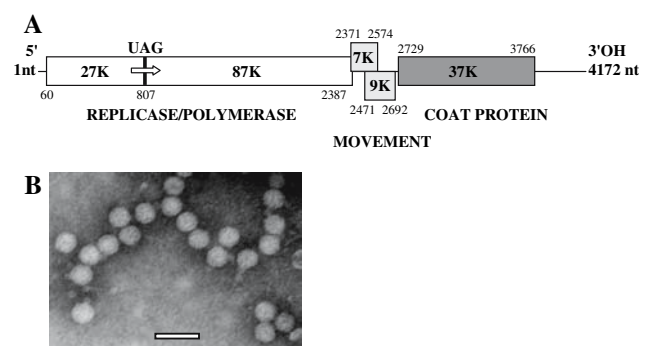 A
2371 2574
5' UAG 7K 2729 3766 3'OH
1nt 27K 87K 37K 4172 nt
9K
60 807 2387 2471 2692
REPLICASE/POLYMERASE COAT PROTEIN
MOVEMENT
B